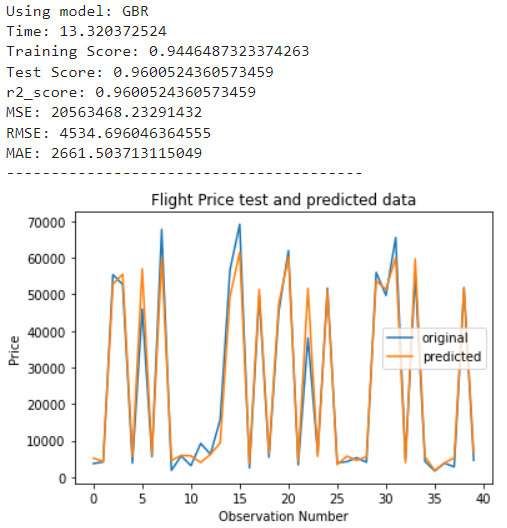 Using model: GBR
Time: 13.320372524
Training Score: 0.9446487323374263
Test Score: 0.9600524360573459
r2_score: 0.9600524360573459
MSE: 20563468.23291432
RMSE: 4534.696046364555
MAE: 2661.503713115049
----------------------------------------
Flight Price test and predicted data
70000
60000
50000
40000
30000
20000
10000
0
Price
original
predicted
0 5 10 15 20 25 30 35 40
Observation Number